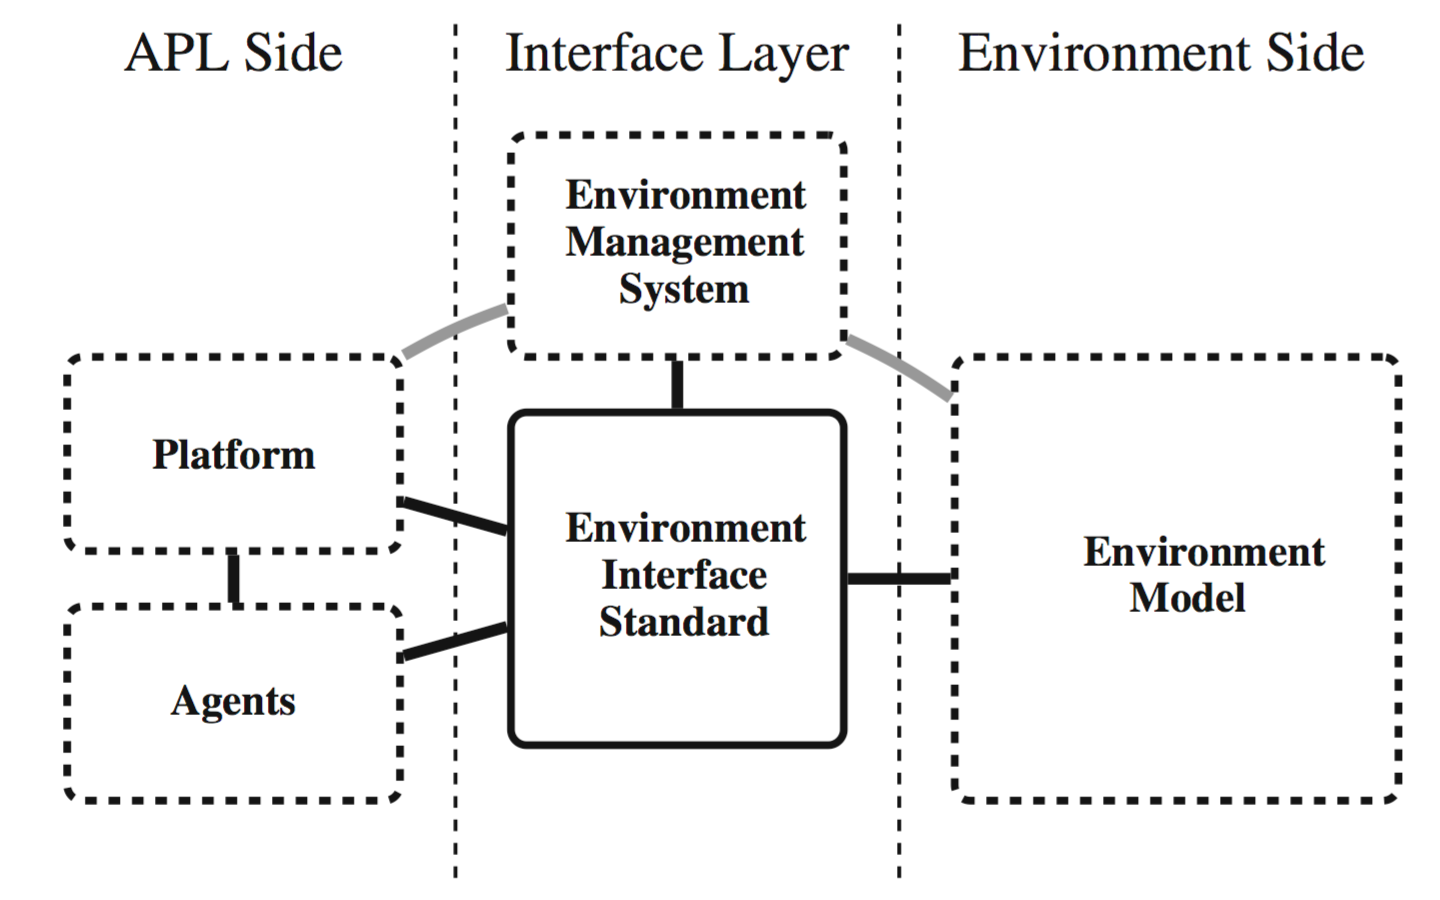 APL Side
Interface Layer
Environment Side
Environment
Management
System
Platform
Agents
Environment
Interface
Standard
Environment
Model